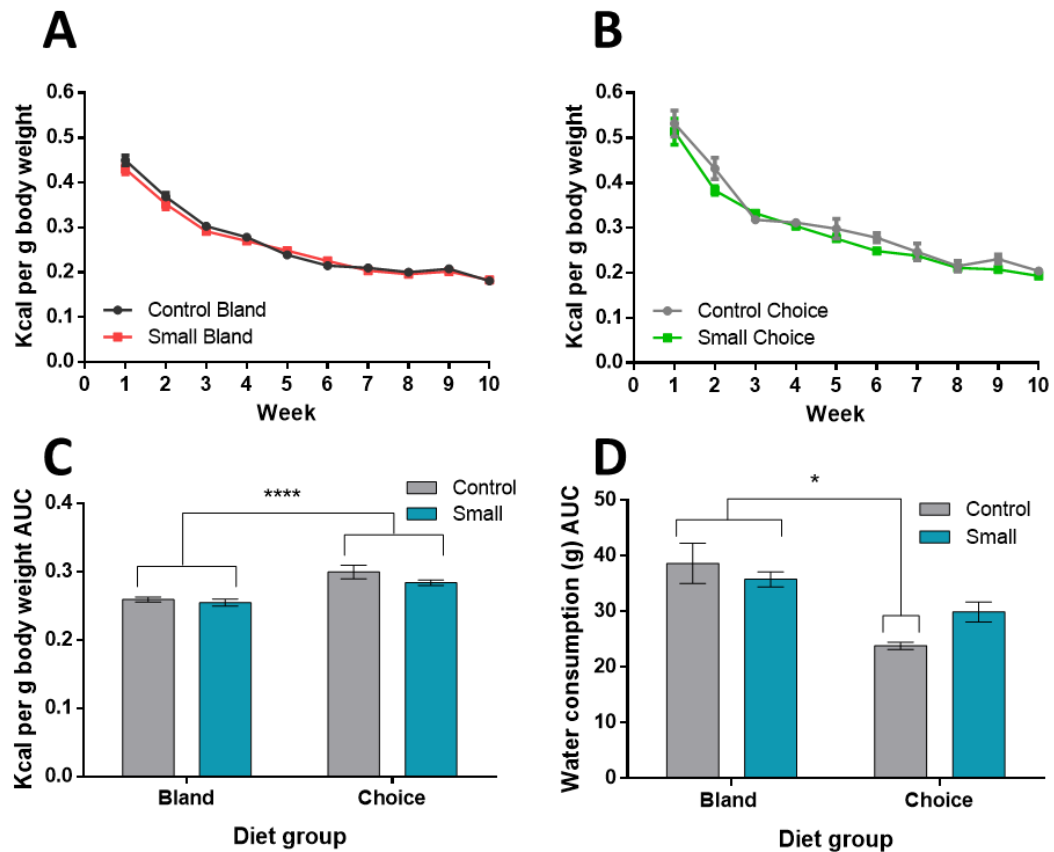 A
Kcal per g body weight
0.6
0.5
0.4
0.3
0.2
0.1
0.0
Control Bland
Small Bland
0 1 2 3 4 5 6 7 8 9 10
Week
B
Kcal per g body weight
0.6
0.5
0.4
0.3
0.2
0.1
0.0
Control Choice
Small Choice
0 1 2 3 4 5 6 7 8 9 10
Week
C
Kcal per g body weight AUC
0.4
0.3
0.2
0.0
****
Control
Small
Bland Choice
Diet group
D
Water consumption (g) AUC
50
40
30
20
10
0
*
Control
Small
Bland Choice
Diet group